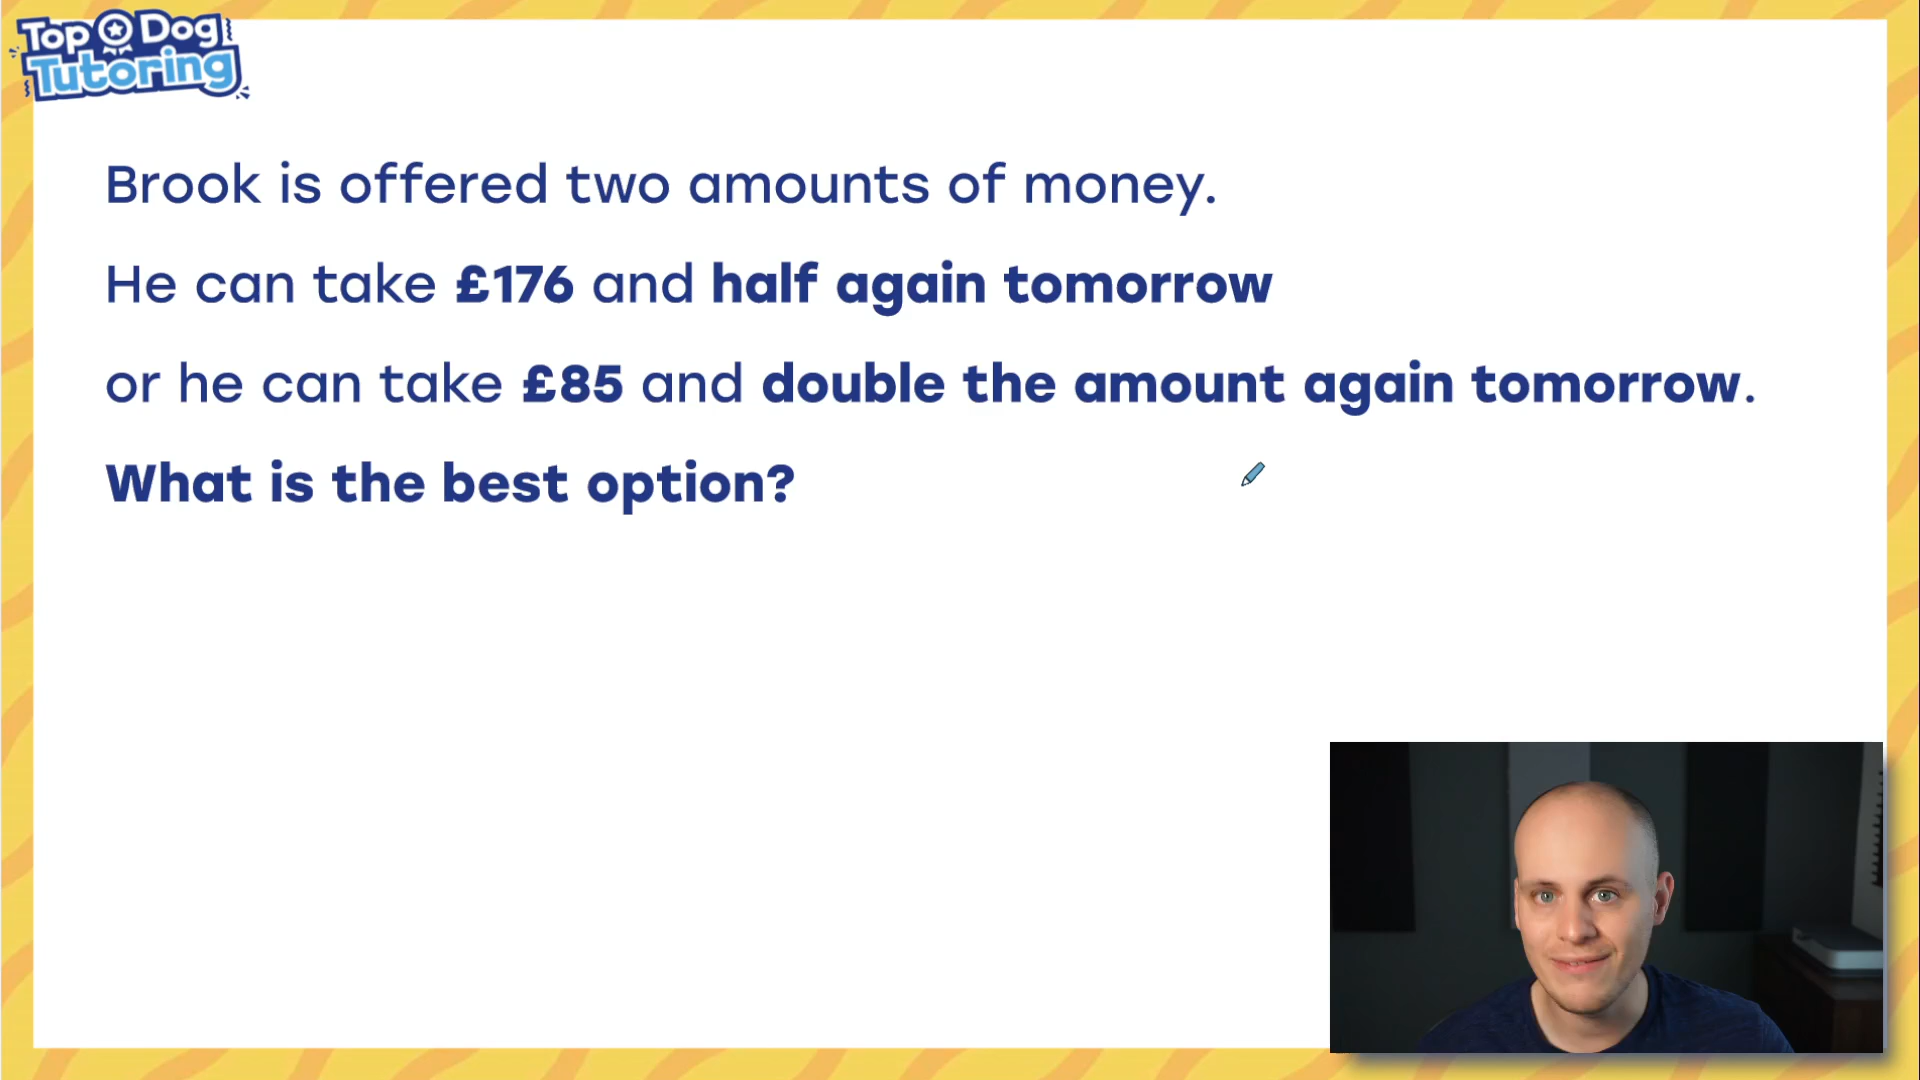 Top Dog
Tutoring
Brook is offered two amounts of money.
He can take £176 and half again tomorrow
or he can take £85 and double the amount again tomorrow.
What is the best option?